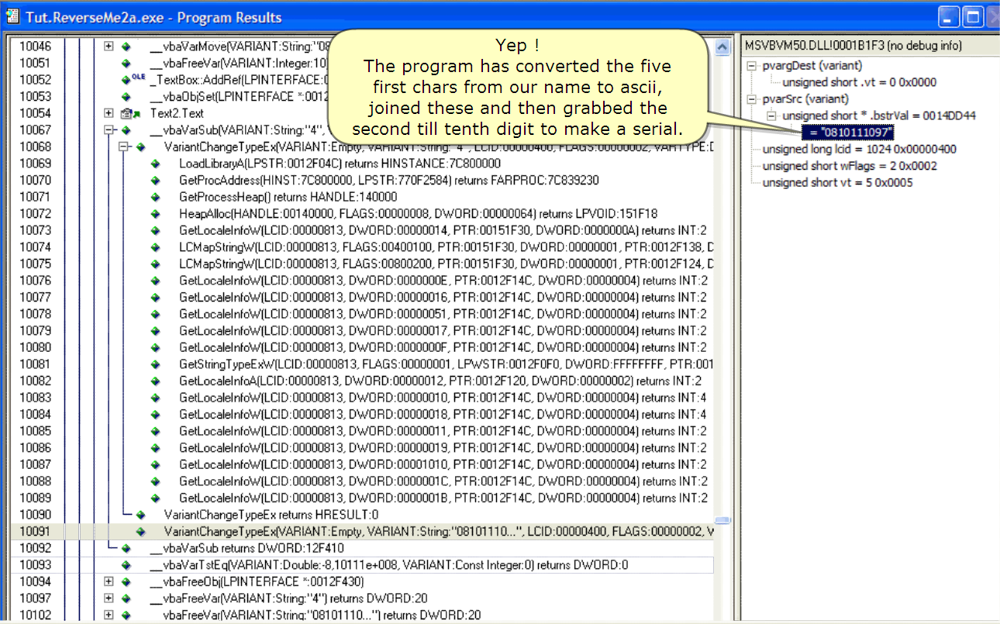 Tut.ReverseMe2a.exe - Program Results
10046 __vbaVarMove(VARIANT:String:"08
10051 __vbaFreeVar(VARIANT:Integer:10)
10052 OLE _TextBox::AddRef(LPINTERFACE:0
10053 __vbaObjSet(LPINTERFACE *:0012
10054 Text2.Text
10067 __vbaVarSub(VARIANT:String:"4",
10068 VariantChangeTypeEx(VARIANT:Empty, VARIANT:String:"4", LCID:00000400, FLAGS:00000002, VARTYPE:D
10069 LoadLibraryA(LPSTR:0012F04C) returns HINSTANCE:7C800000
10070 GetProcAddress(HINST:7C800000, LPSTR:770F2584) returns FARPROC:7C839230
10071 GetProcessHeap() returns HANDLE:140000
10072 HeapAlloc(HANDLE:00140000, FLAGS:00000008, DWORD:00000064) returns LPVOID:151F18
10073 GetLocaleInfoW(LCID:00000813, DWORD:00000014, PTR:00151F30, DWORD:0000000A) returns INT:2
10074 LCMapStringW(LCID:00000813, FLAGS:00400100, PTR:00151F30, DWORD:00000001, PTR:0012F138, D
10075 LCMapStringW(LCID:00000813, FLAGS:00800200, PTR:00151F30, DWORD:00000001, PTR:0012F124, D
10076 GetLocaleInfoW(LCID:00000813, DWORD:0000000E, PTR:0012F14C, DWORD:00000004) returns INT:2
10077 GetLocaleInfoW(LCID:00000813, DWORD:00000016, PTR:0012F14C, DWORD:00000004) returns INT:2
10078 GetLocaleInfoW(LCID:00000813, DWORD:00000051, PTR:0012F14C, DWORD:00000004) returns INT:2
10079 GetLocaleInfoW(LCID:00000813, DWORD:00000017, PTR:0012F14C, DWORD:00000004) returns INT:2
10080 GetLocaleInfoW(LCID:00000813, DWORD:0000000F, PTR:0012F14C, DWORD:00000004) returns INT:2
10081 GetStringTypeExW(LCID:00000813, FLAGS:00000001, LPWSTR:0012F0F0, DWORD:FFFFFFFF, PTR:001
10082 GetLocaleInfoA(LCID:00000813, DWORD:00000012, PTR:0012F120, DWORD:00000002) returns INT:2
10083 GetLocaleInfoW(LCID:00000813, DWORD:00000010, PTR:0012F14C, DWORD:00000004) returns INT:4
10084 GetLocaleInfoW(LCID:00000813, DWORD:00000018, PTR:0012F14C, DWORD:00000004) returns INT:4
10085 GetLocaleInfoW(LCID:00000813, DWORD:00000011, PTR:0012F14C, DWORD:00000004) returns INT:2
10086 GetLocaleInfoW(LCID:00000813, DWORD:00000019, PTR:0012F14C, DWORD:00000004) returns INT:2
10087 GetLocaleInfoW(LCID:00000813, DWORD:00001010, PTR:0012F14C, DWORD:00000004) returns INT:2
10088 GetLocaleInfoW(LCID:00000813, DWORD:0000001C, PTR:0012F14C, DWORD:00000004) returns INT:2
10089 GetLocaleInfoW(LCID:00000813, DWORD:0000001B, PTR:0012F14C, DWORD:00000004) returns INT:2
10090 VariantChangeTypeEx returns HRESULT:0
10091 VariantChangeTypeEx(VARIANT:Empty, VARIANT:String:"08101110...", LCID:00000400, FLAGS:00000002, V
10092 __vbaVarSub returns DWORD:12F410
10093 __vbaVarTstEq(VARIANT:Double:-8,10111e+008, VARIANT:Const Integer:0) returns DWORD:0
10094 __vbaFreeObj(LPINTERFACE *:0012F430)
10097 __vbaFreeVar(VARIANT:String:"4") returns DWORD:20
10102 __vbaFreeVar(VARIANT:String:"08101110...") returns DWORD:20
Yep !
The program has converted the five
first chars from our name to ascii,
joined these and then grabbed the
second till tenth digit to make a serial.
MSVBVM50.DLL!0001B1F3 (no debug info)
pvargDest (variant)
unsigned short .vt = 0 0x0000
pvarSrc (variant)
unsigned short * .bstrVal = 0014DD44
= "0810111097"
unsigned long lcid = 1024 0x00000400
unsigned short wFlags = 2 0x0002
unsigned short vt = 5 0x0005